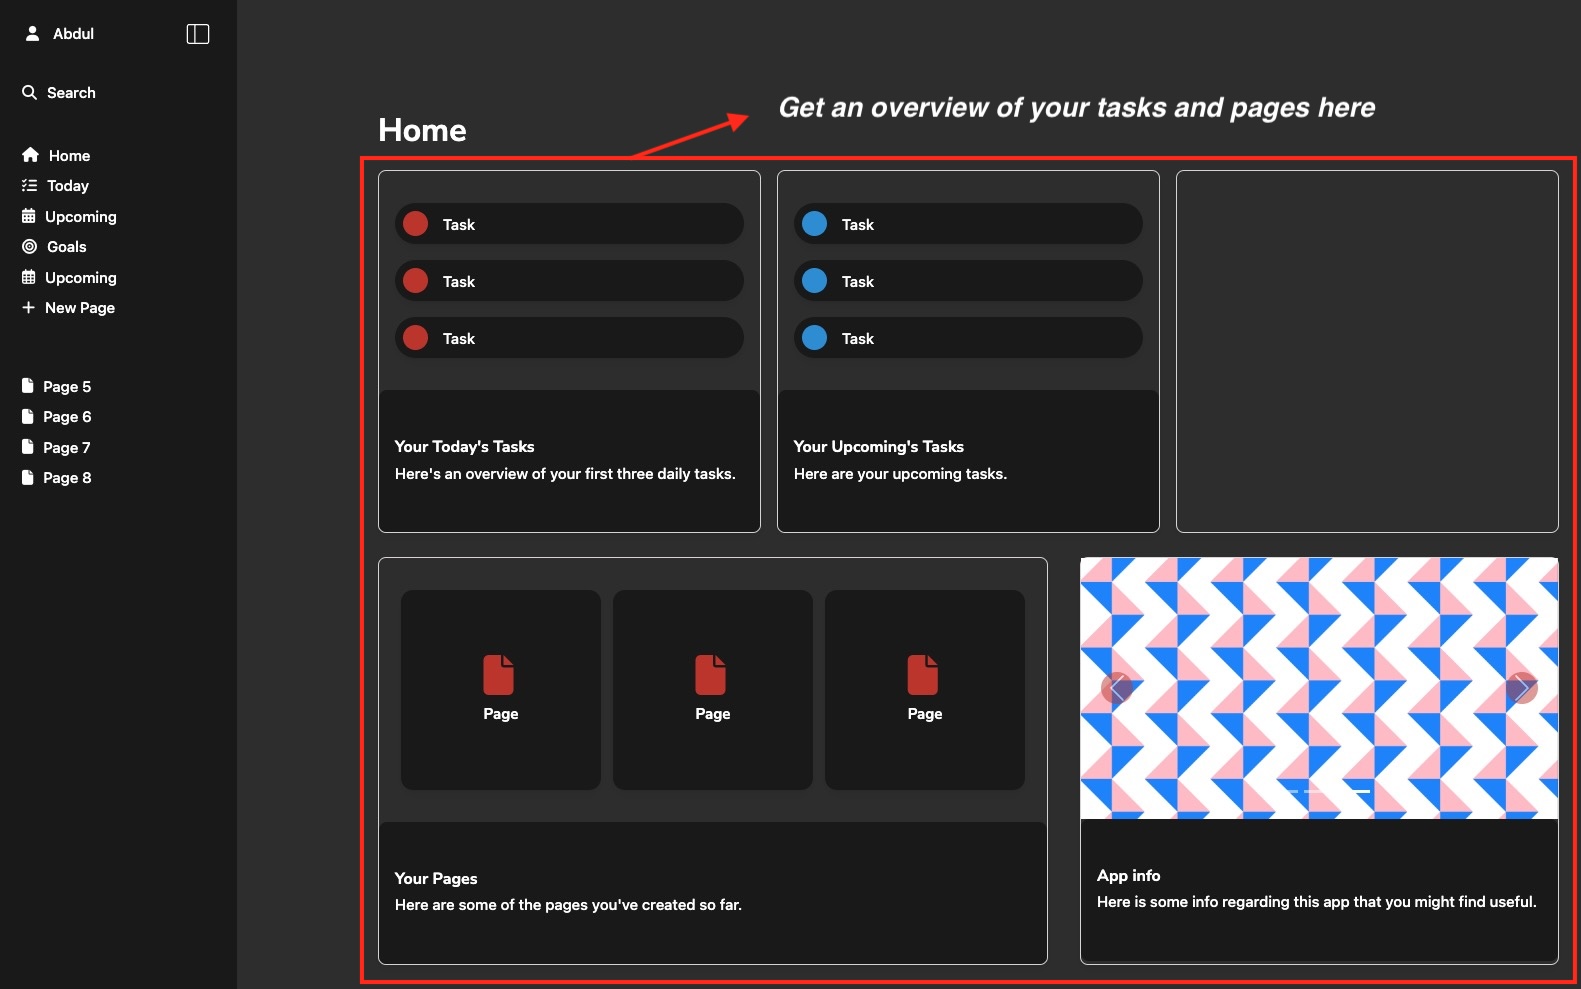 Abdul
Search
Home
Today
Upcoming
Goals
Upcoming
New Page
Page 5
Page 6
Page 7
Page 8
Get an overview of your tasks and pages here
Home
Task
Task
Task
Your Today's Tasks
Here's an overview of your first three daily tasks.
Task
Task
Task
Your Upcoming's Tasks
Here are your upcoming tasks.
Page
Page
Page
Your Pages
Here are some of the pages you've created so far.
App info
Here is some info regarding this app that you might find useful.